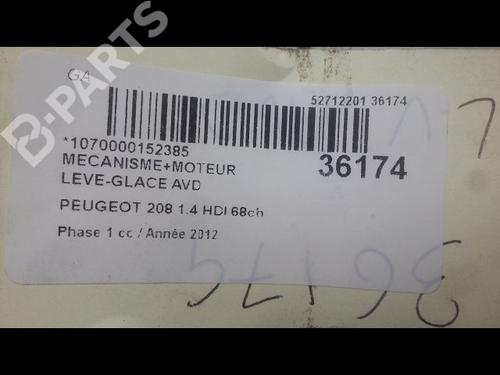 GA
52712201 36174
*1070000152385
36174
MECANISME+MOTEUR
LEVE-GLACE AVD
PEUGEOT 208 1.4 HDI 68ch
Phase 1 cc / Année 2012
36174
B-PARTS